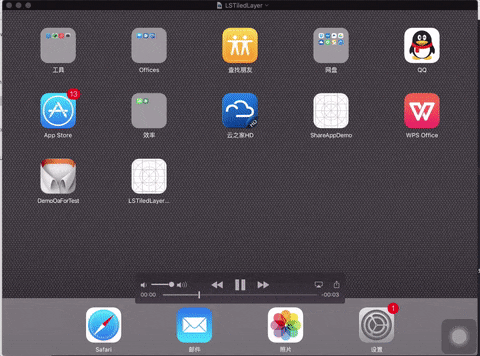 LSTiledLayer
工具
Offices
查找朋友
网盘
QQ
13
App Store
效率
HD
云之家HD
ShareAppDemo
WPS Office
DemoOaForTest
LSTiledLayer...
00:00
-00:03
1
Safari
邮件
照片
设置